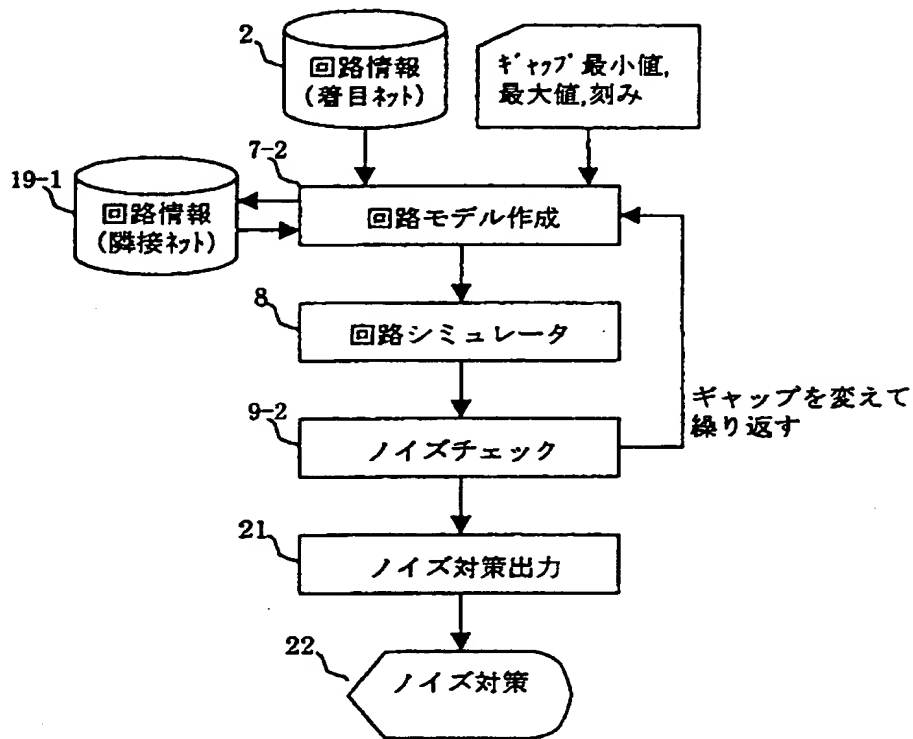 2
回路情報
(着目ネット)
ギャップ 最小値,
最大値,刻み
7-2
19-1
回路情報
(隣接ネット)
回路モデル作成
8
回路シミュレータ
9-2
ノイズチェック
ギャップを変えて
繰り返す
21
ノイズ対策出力
22
ノイズ対策